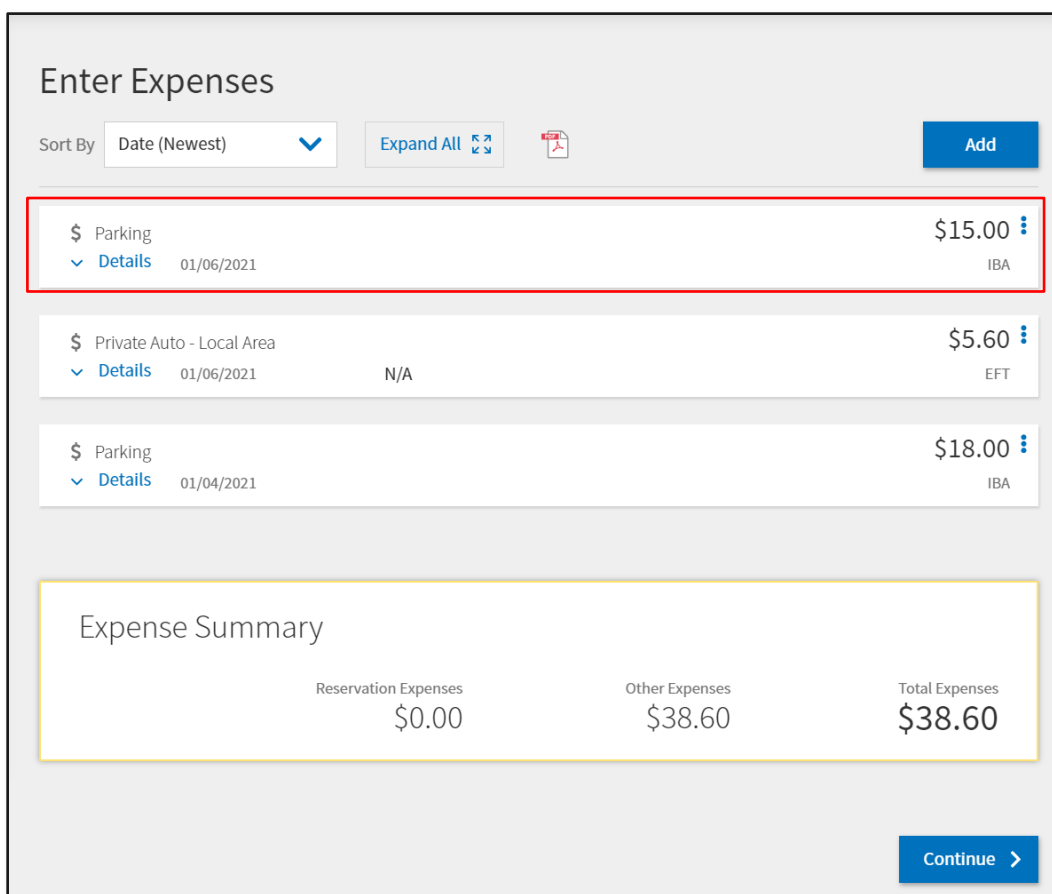 Enter Expenses
Sort By Date (Newest) Expand All PDF Add
$ Parking $15.00
Details 01/06/2021 IBA
$ Private Auto - Local Area $5.60
Details 01/06/2021 N/A EFT
$ Parking $18.00
Details 01/04/2021 IBA
Expense Summary
Reservation Expenses Other Expenses Total Expenses
$0.00 $38.60 $38.60
Continue